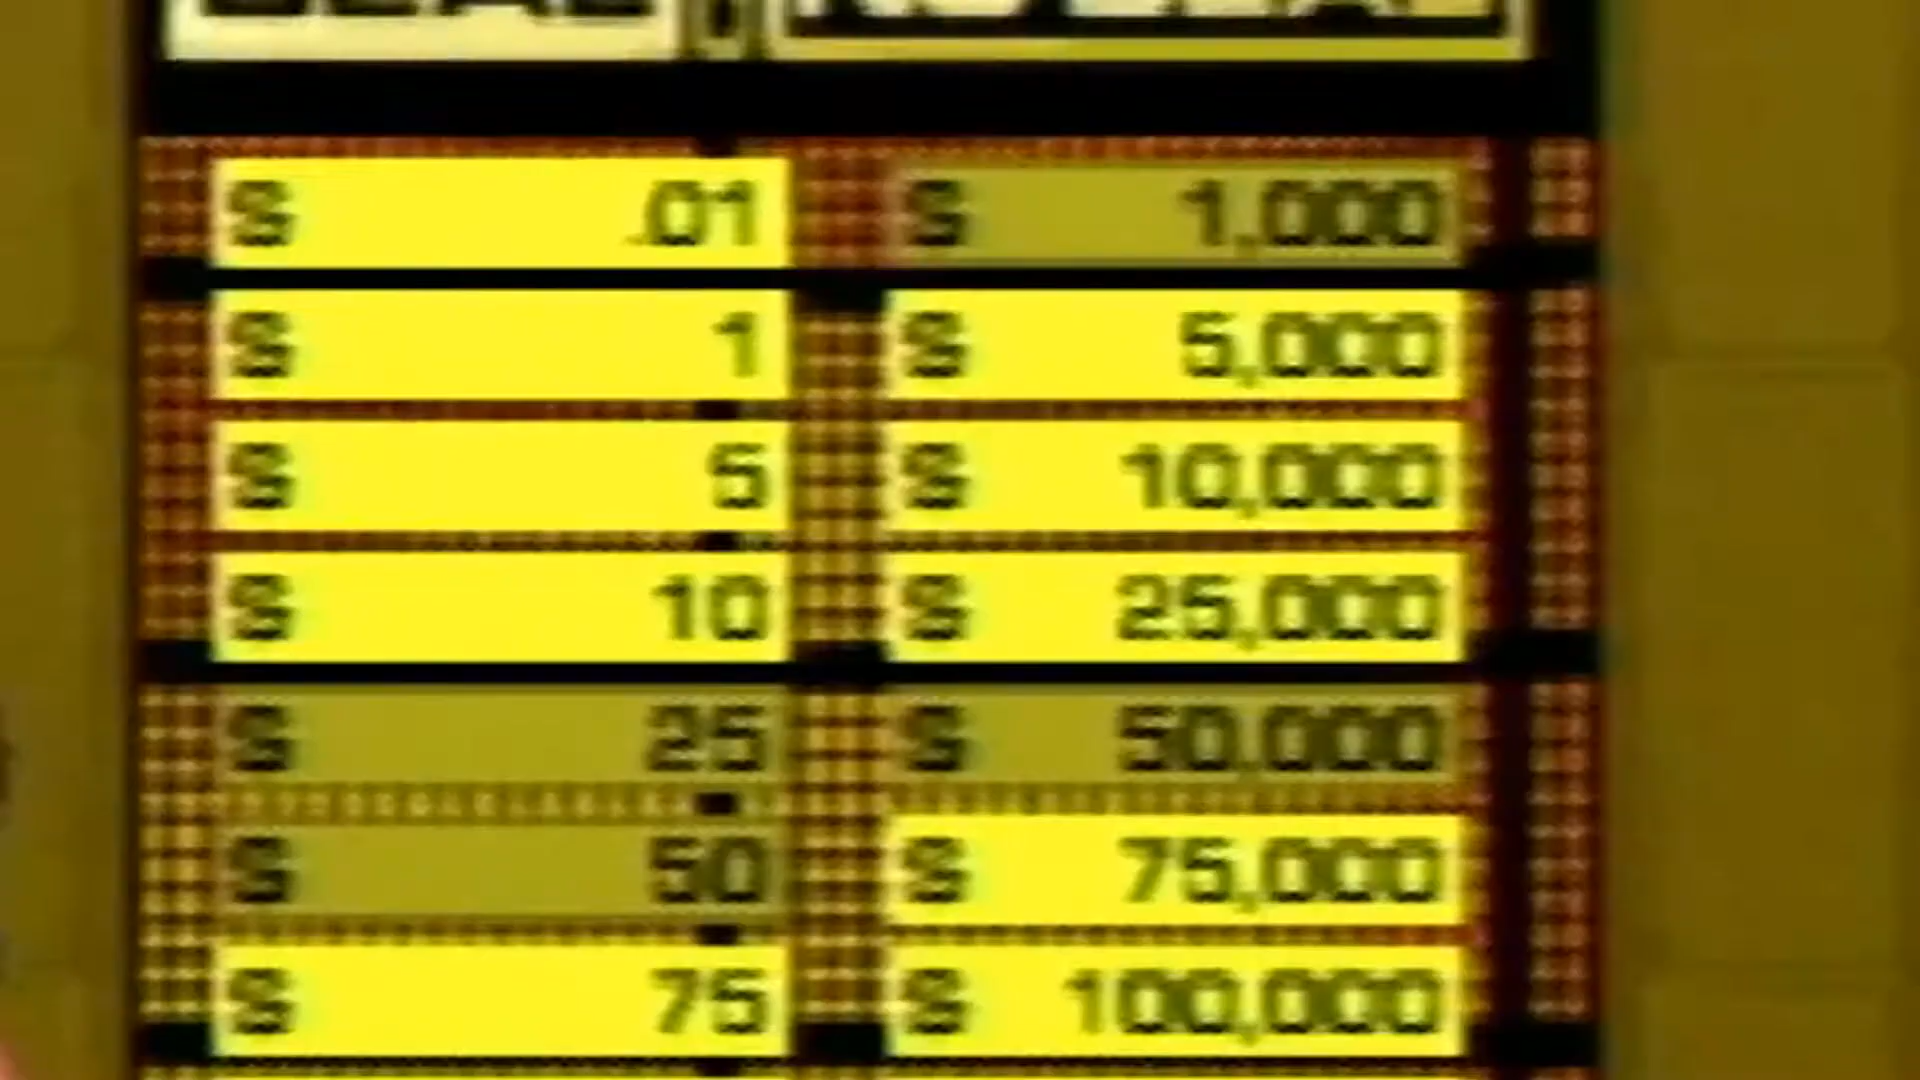 DEAL
$ .01 $ 1,000
$ 1 $ 5,000
$ 5 $ 10,000
$ 10 $ 25,000
$ 25 $ 50,000
$ 50 $ 75,000
$ 75 $ 100,000